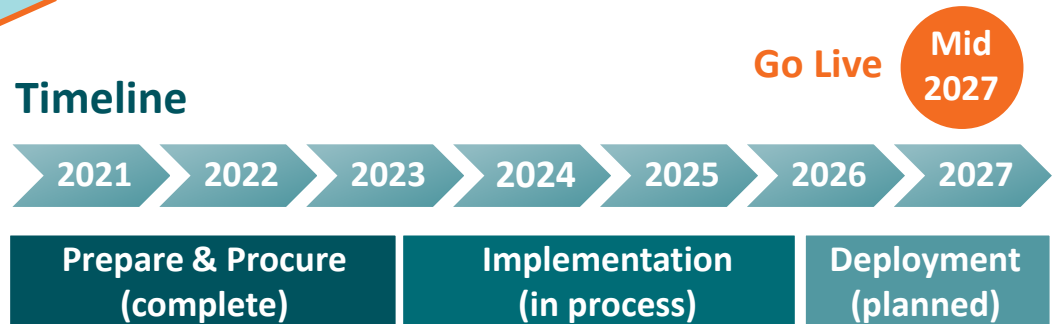 Go Live
Mid
2027
Timeline
2021 2022 2023 2024 2025 2026 2027
Prepare & Procure
(complete)
Implementation
(in process)
Deployment
(planned)